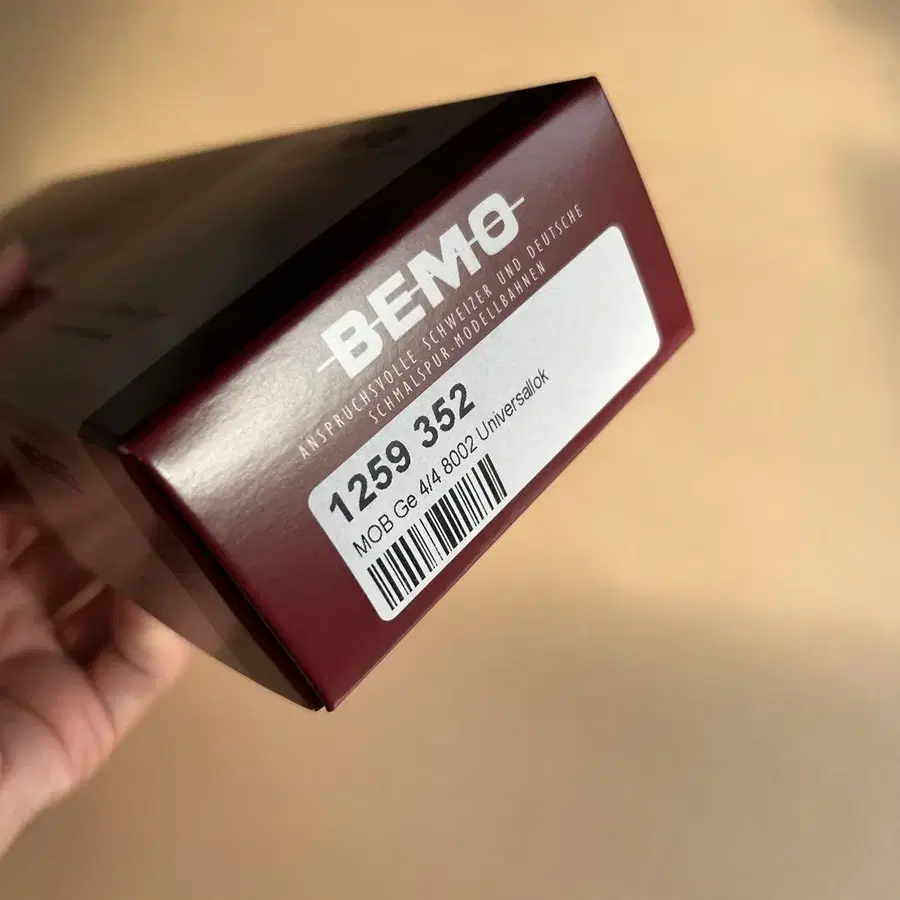 BEMO
ANSPRUCHSVOLLE SCHWEIZER UND DEUTSCHE
SCHMALSPUR-MODELLBAHNEN
1259 352
MOB Ge 4/4 8002 Universallok